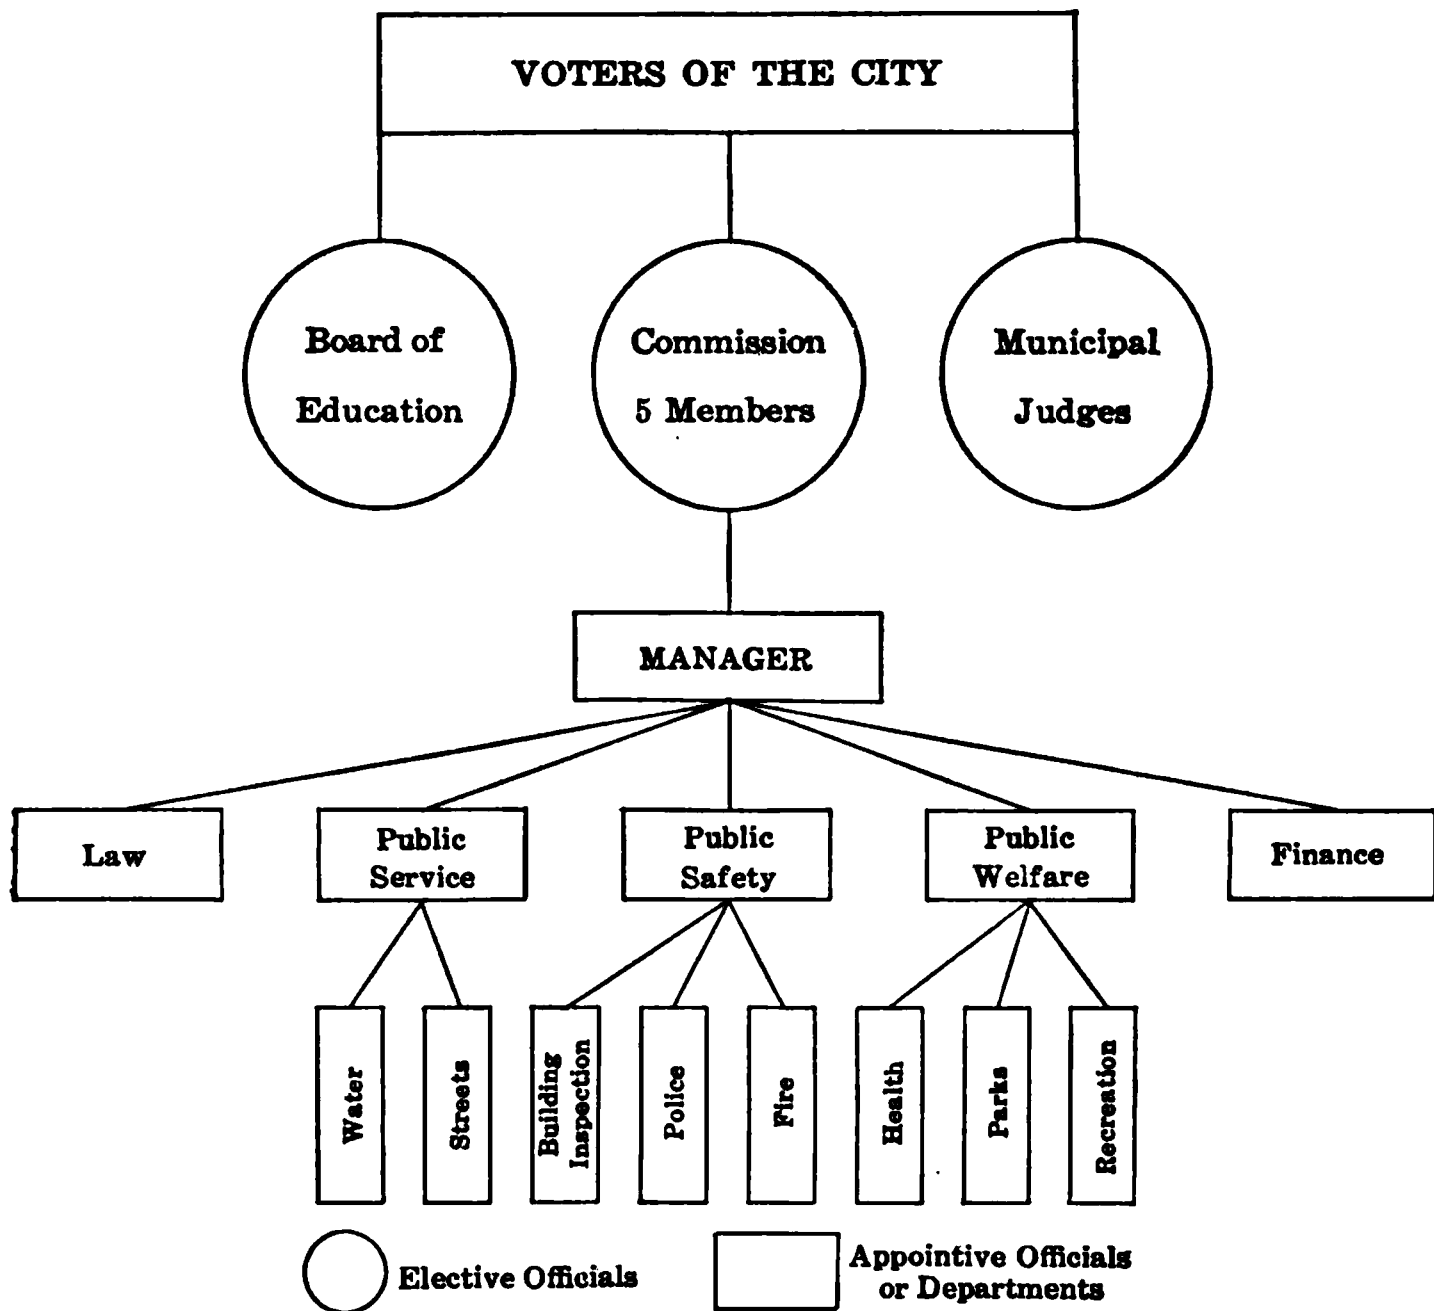 VOTERS OF THE CITY
Board of
Education
Commission
5 Members
Municipal
Judges
MANAGER
Law
Public
Service
Public
Safety
Public
Welfare
Finance
Water
Streets
Building
Inspection
Police
Fire
Health
Parks
Recreation
Elective Officials
Appointive Officials
or Departments